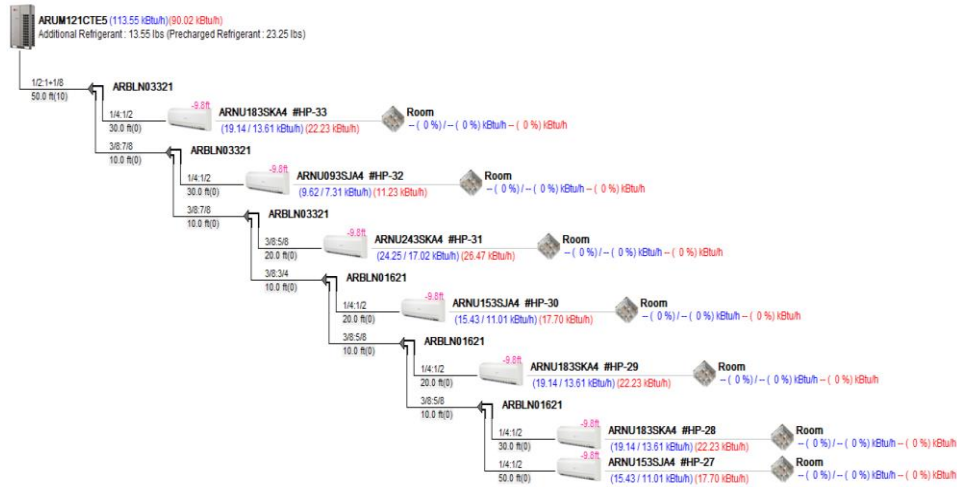 ARUM121CTE5 (113.55 kBtu/h)(90.02 kBtu/h)
Additional Refrigerant : 13.55 lbs (Precharged Refrigerant : 23.25 lbs)
1/2:1+1/8
50.0 ft(10)
ARBLN03321
1/4:1/2
30.0 ft(0)
-9.8ft
ARNU183SKA4 #HP-33
(19.14 / 13.61 kBtu/h) (22.23 kBtu/h)
Room
-- ( 0 %) / -- ( 0 %) kBtu/h -- ( 0 %) kBtu/h
3/8:7/8
10.0 ft(0)
ARBLN03321
1/4:1/2
30.0 ft(0)
-9.8ft
ARNU093SJA4 #HP-32
(9.62 / 7.31 kBtu/h) (11.23 kBtu/h)
Room
-- ( 0 %) / -- ( 0 %) kBtu/h -- ( 0 %) kBtu/h
3/8:7/8
10.0 ft(0)
ARBLN03321
3/8:5/8
20.0 ft(0)
-9.8ft
ARNU243SKA4 #HP-31
(24.25 / 17.02 kBtu/h) (26.47 kBtu/h)
Room
-- ( 0 %) / -- ( 0 %) kBtu/h -- ( 0 %) kBtu/h
3/8:3/4
10.0 ft(0)
ARBLN01621
1/4:1/2
20.0 ft(0)
-9.8ft
ARNU153SJA4 #HP-30
(15.43 / 11.01 kBtu/h) (17.70 kBtu/h)
Room
-- ( 0 %) / -- ( 0 %) kBtu/h -- ( 0 %) kBtu/h
3/8:5/8
10.0 ft(0)
ARBLN01621
1/4:1/2
20.0 ft(0)
-9.8ft
ARNU183SKA4 #HP-29
(19.14 / 13.61 kBtu/h) (22.23 kBtu/h)
Room
-- ( 0 %) / -- ( 0 %) kBtu/h -- ( 0 %) kBtu/h
3/8:5/8
10.0 ft(0)
ARBLN01621
1/4:1/2
30.0 ft(0)
-9.8ft
ARNU183SKA4 #HP-28
(19.14 / 13.61 kBtu/h) (22.23 kBtu/h)
Room
-- ( 0 %) / -- ( 0 %) kBtu/h -- ( 0 %) kBtu/h
1/4:1/2
50.0 ft(0)
-9.8ft
ARNU153SJA4 #HP-27
(15.43 / 11.01 kBtu/h) (17.70 kBtu/h)
Room
-- ( 0 %) / -- ( 0 %) kBtu/h -- ( 0 %) kBtu/h